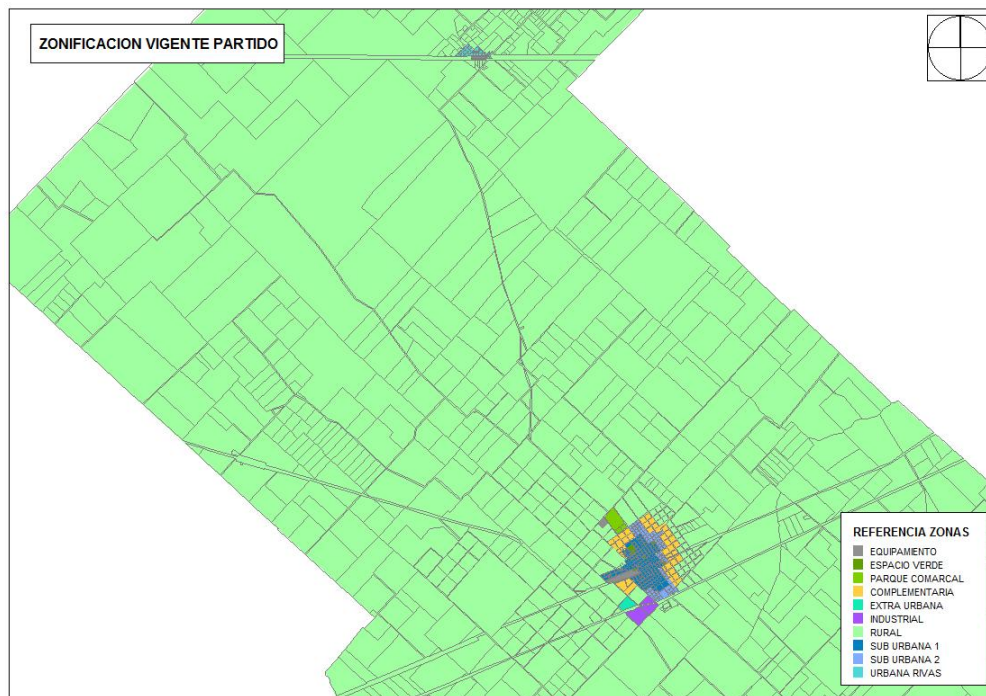 ZONIFICACION VIGENTE PARTIDO
REFERENCIA ZONAS
EQUIPAMIENTO
ESPACIO VERDE
PARQUE COMARCAL
COMPLEMENTARIA
EXTRA URBANA
INDUSTRIAL
RURAL
SUB URBANA 1
SUB URBANA 2
URBANA RIVAS